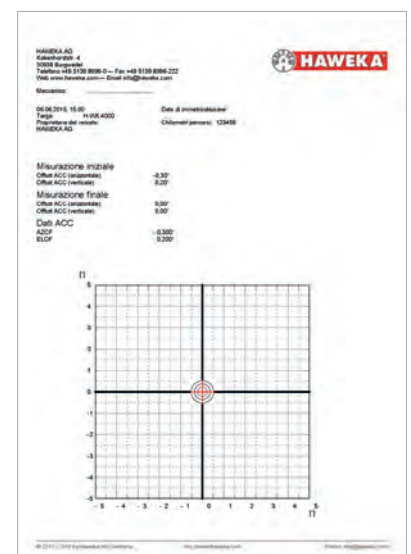 HAWEKA AG
Kokenhorststr. 4
30938 Burgwedel
Telefono +49 5139 8996-0 — Fax +49 5139 8996-222
Web www.haweka.com — Email info@haweka.com
HAWEKA
Meccanico:
06.06.2016, 15:00
Data di immatricolazione:
Targa: H-WK 4000
Proprietario del veicolo: Chilometri percorsi: 123456
HAWEKA AG
Misurazione iniziale
Offset ACC (orizzontale) -0,30°
Offset ACC (verticale) 0,20°
Misurazione finale
Offset ACC (orizzontale) 0,00°
Offset ACC (verticale) 0,00°
Dati ACC
AZCF -0,300°
ELOF 0,200°
[°]
5
4
3
2
1
0
-1
-2
-3
-4
-5
-5 -4 -3 -2 -1 0 1 2 3 4 5
[°]